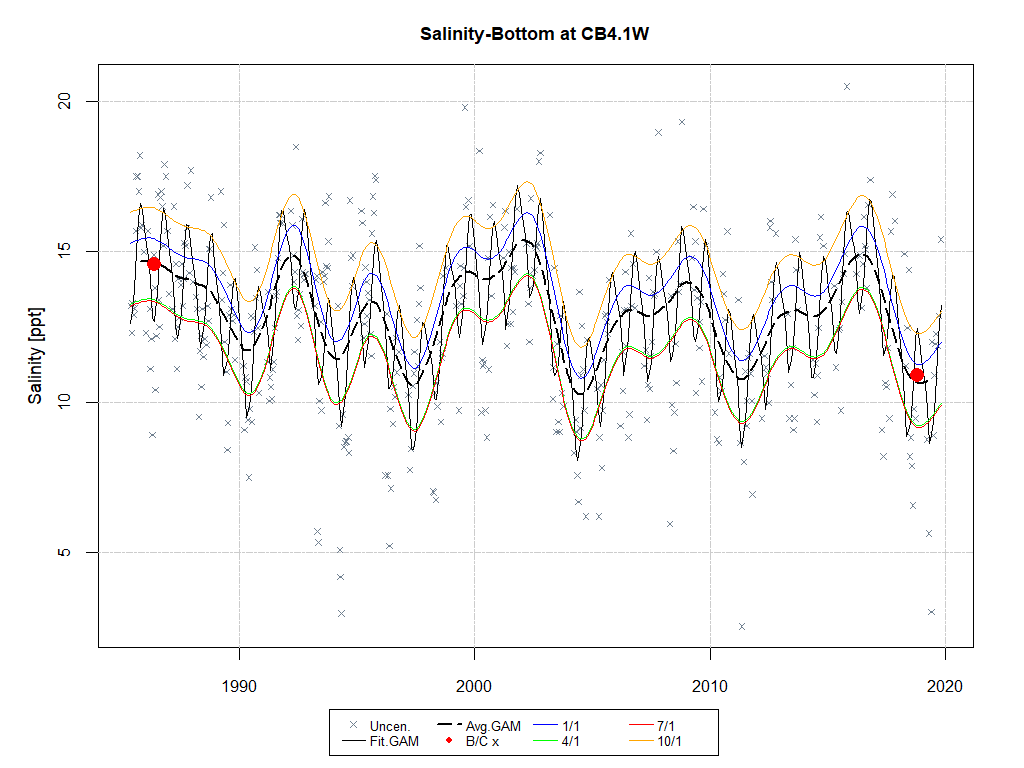 Salinity-Bottom at CB4.1W
Salinity [ppt]
20
15
10
5
1990 2000 2010 2020
Uncen. Avg.GAM 1/1 7/1
Fit.GAM B/C x 4/1 10/1